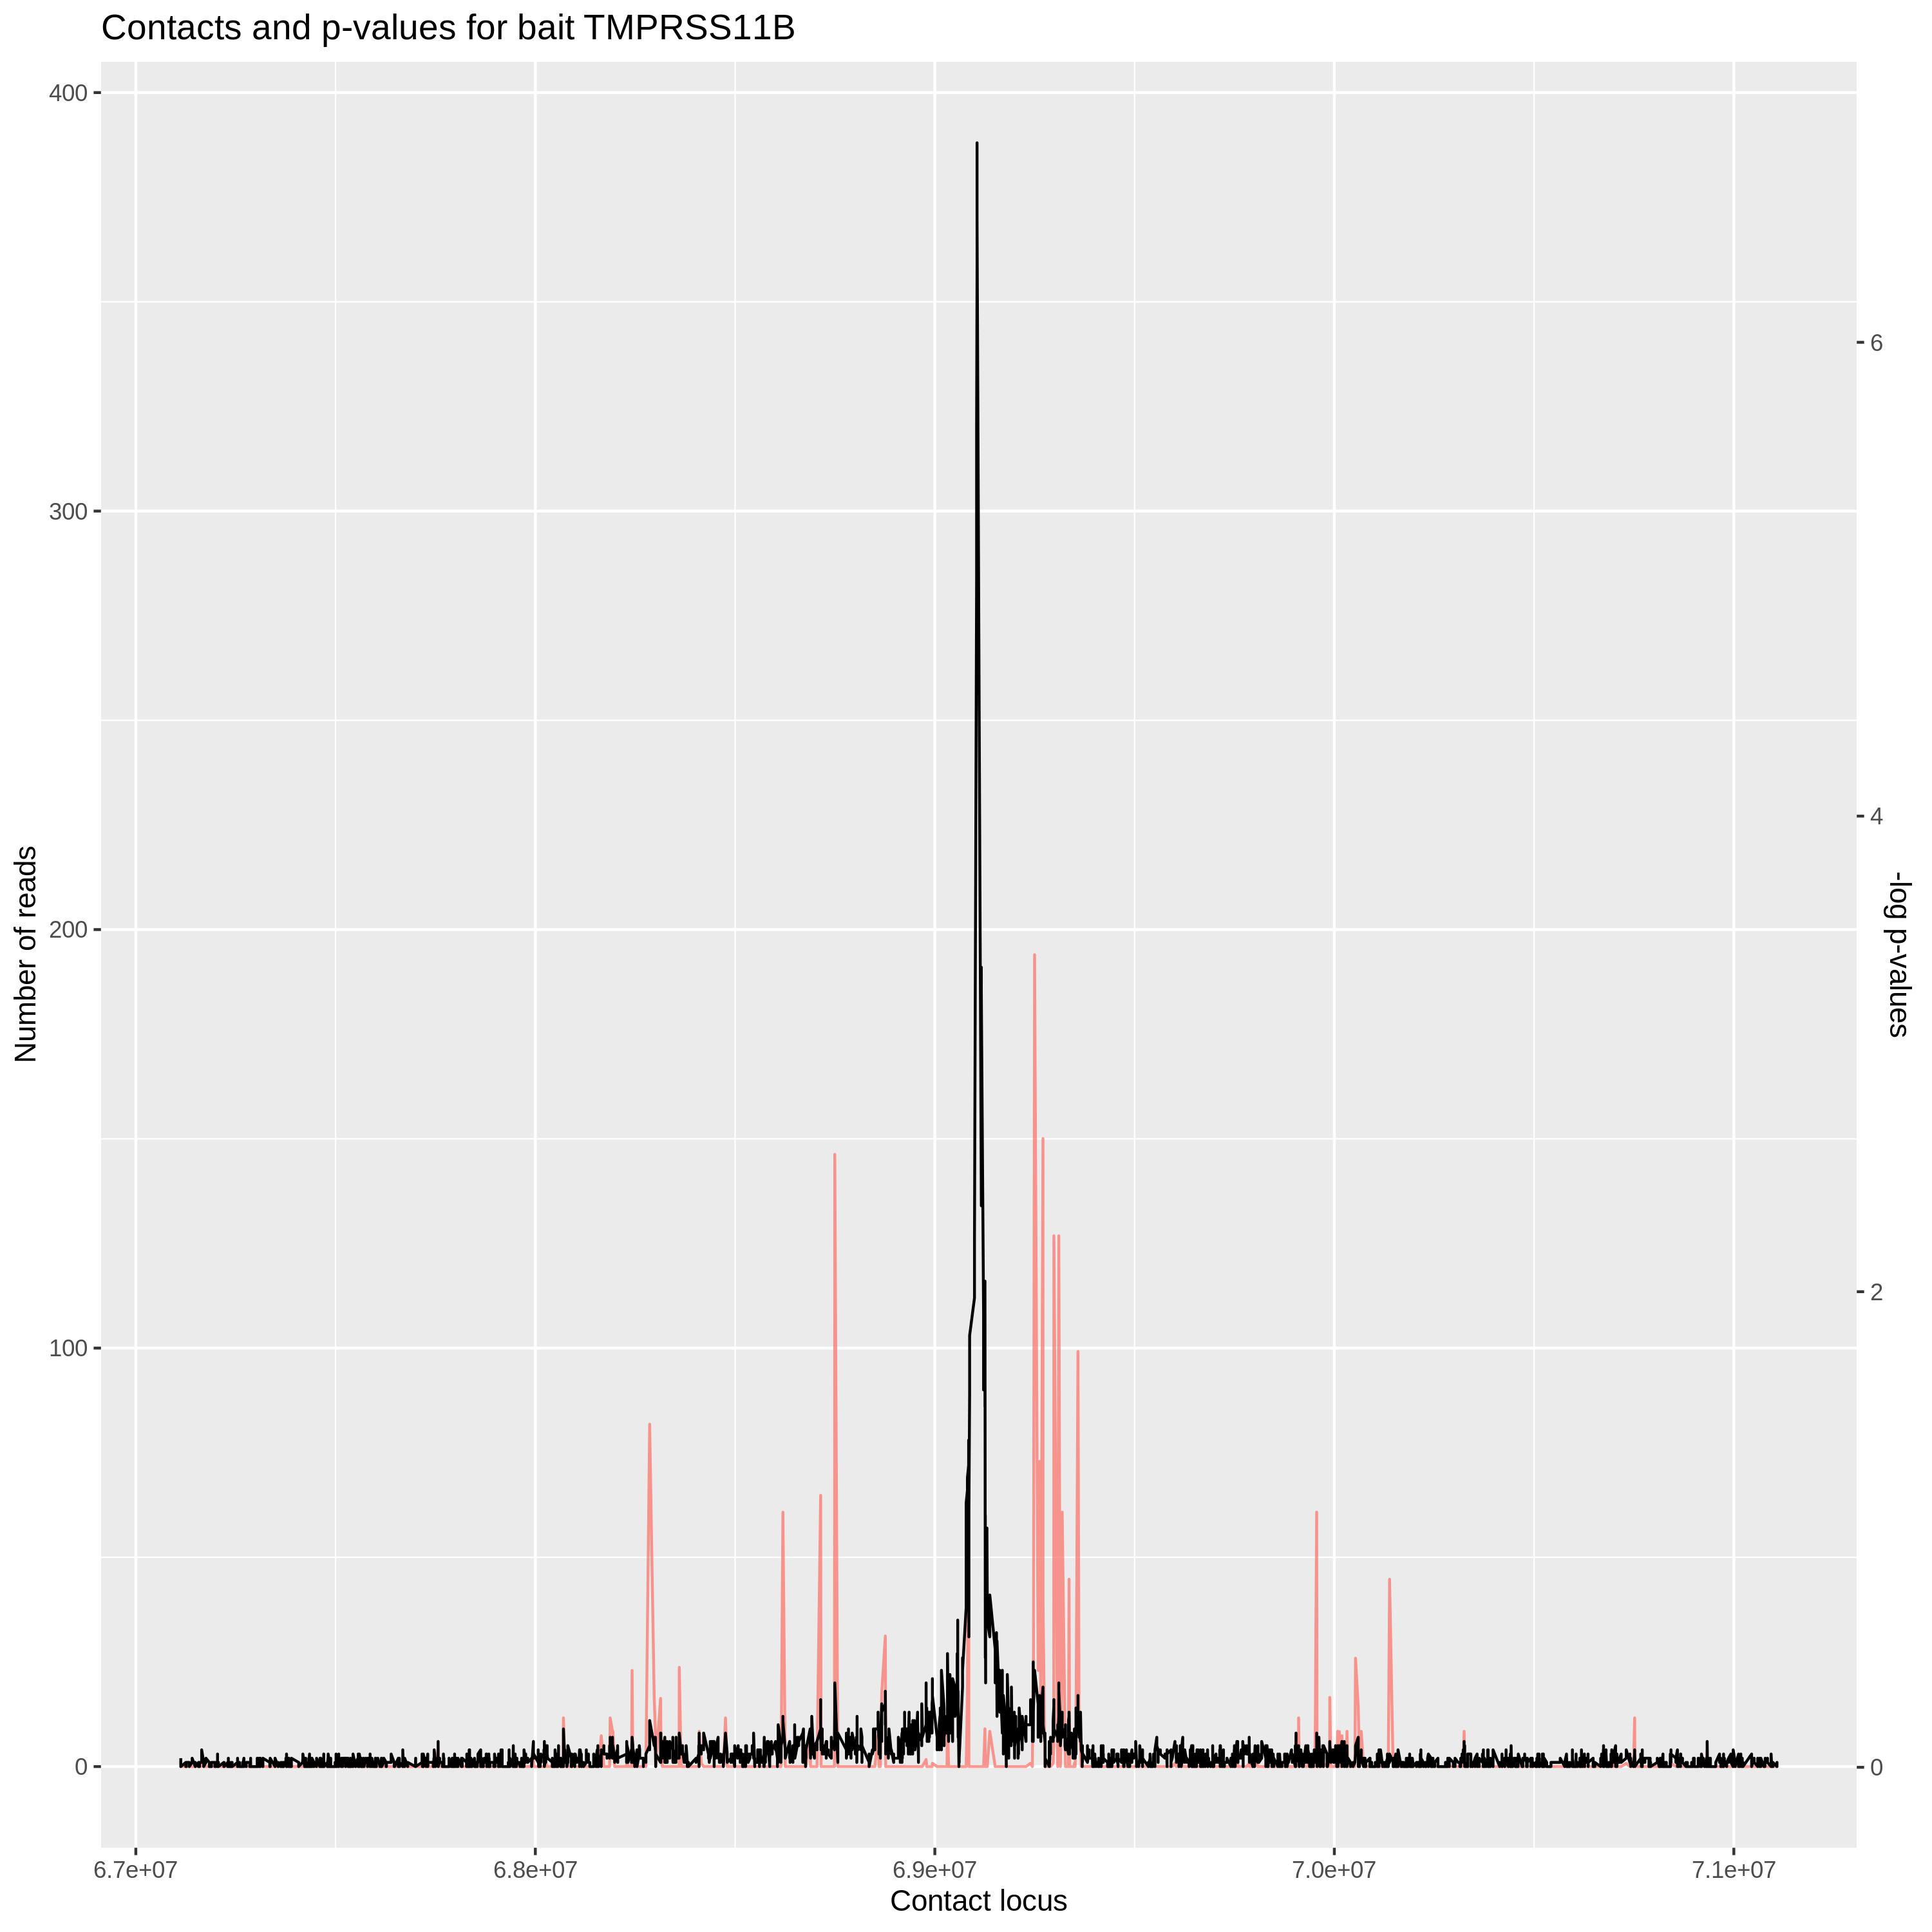 Contacts and p-values for bait TMPRSS11B
400
300
200
100
0
Number of reads
6
4
2
0
-log p-values
6.7e+07
6.8e+07
6.9e+07
7.0e+07
7.1e+07
Contact locus